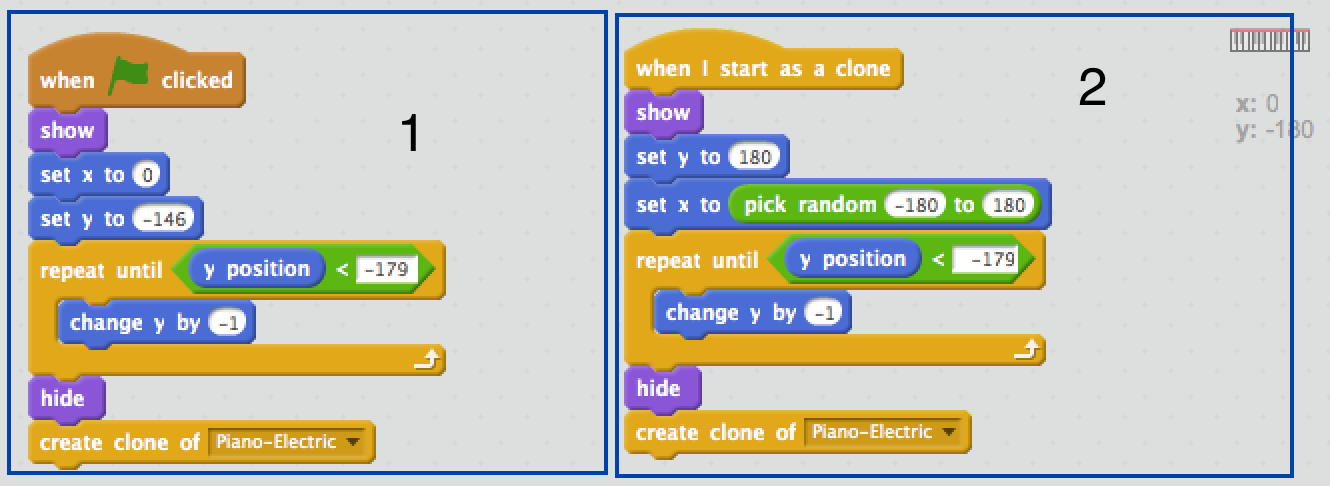 when clicked
show
set x to 0
set y to -146
repeat until y position < -179
change y by -1
hide
create clone of Piano-Electric
1
when I start as a clone
show
set y to 180
set x to pick random -180 to 180
repeat until y position < -179
change y by -1
hide
create clone of Piano-Electric
2
x: 0
y: -180